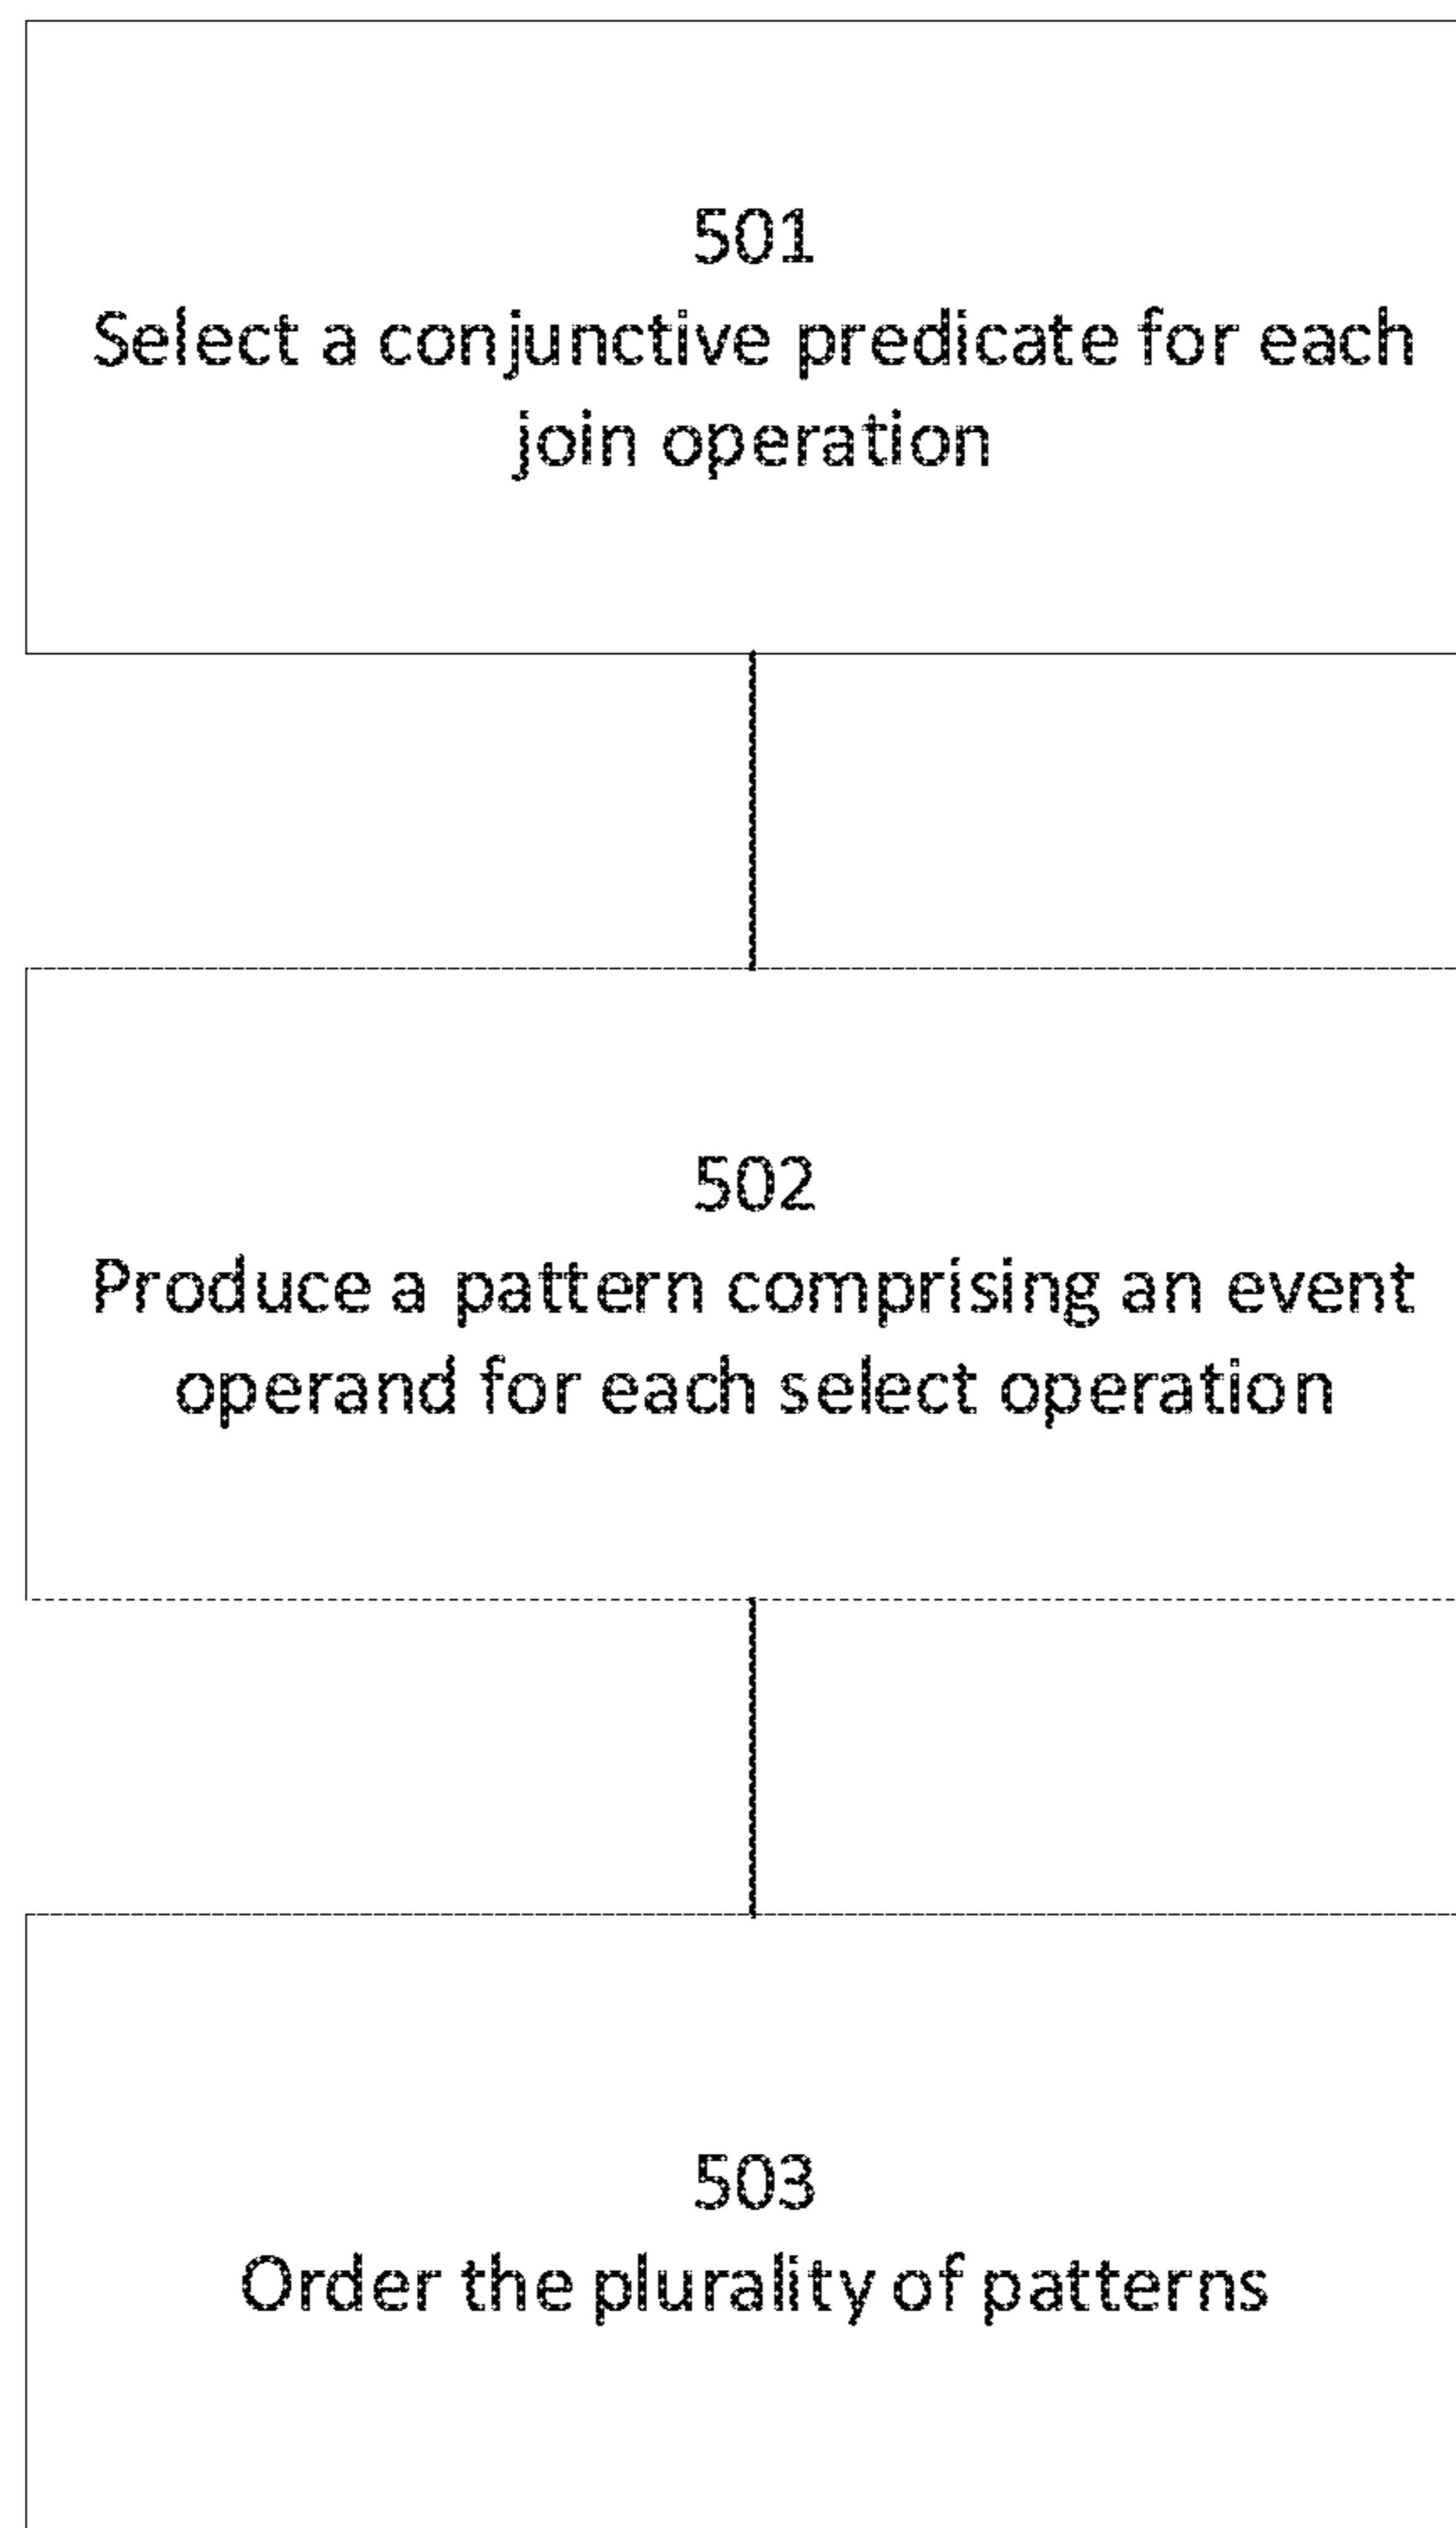 501
Select a conjunctive predicate for each
join operation
502
Produce a pattern comprising an event
operand for each select operation
503
Order the plurality of patterns